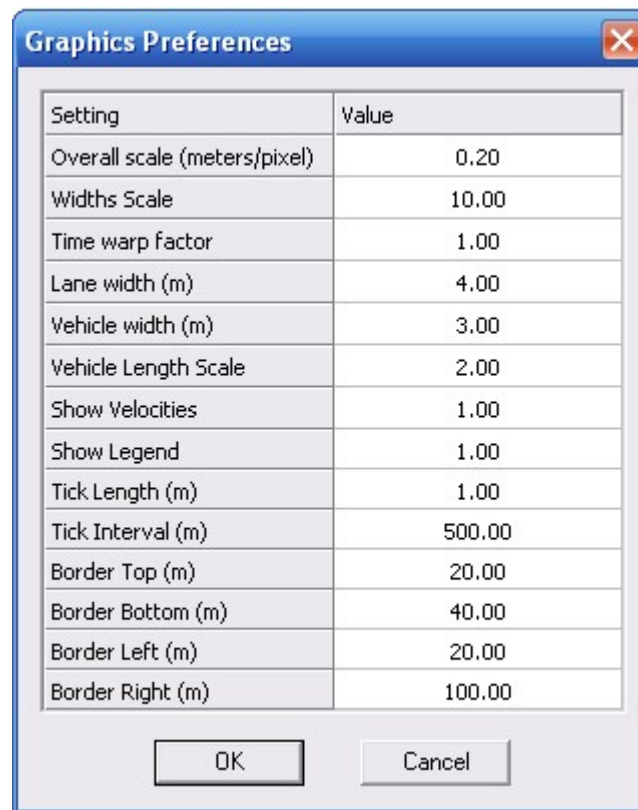 Graphics Preferences
Setting Value
Overall scale (meters/pixel) 0.20
Widths Scale 10.00
Time warp factor 1.00
Lane width (m) 4.00
Vehicle width (m) 3.00
Vehicle Length Scale 2.00
Show Velocities 1.00
Show Legend 1.00
Tick Length (m) 1.00
Tick Interval (m) 500.00
Border Top (m) 20.00
Border Bottom (m) 40.00
Border Left (m) 20.00
Border Right (m) 100.00
OK Cancel